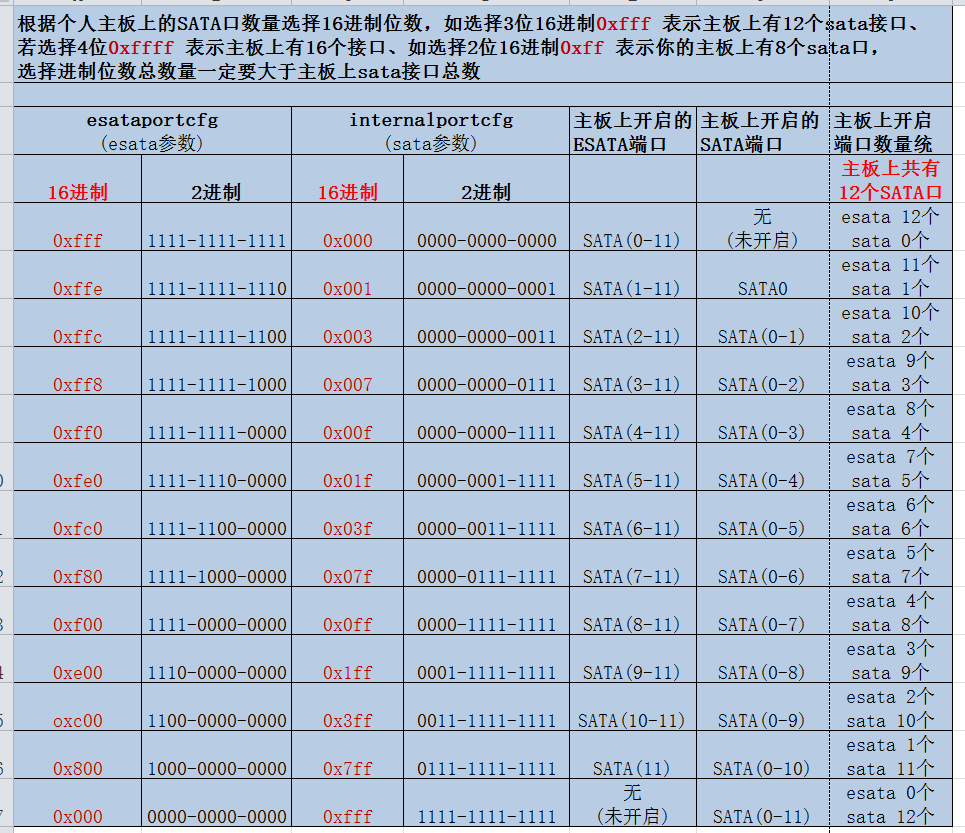 根据个人主板上的SATA口数量选择16进制位数，如选择3位16进制0xfff 表示主板上有12个sata接口、
若选择4位0xffff 表示主板上有16个接口、如选择2位16进制0xff 表示你的主板上有8个sata口，
选择进制位数总数量一定要大于主板上sata接口总数
esataportcfg
(esata参数)
internalportcfg
(sata参数)
主板上开启的
ESATA端口
主板上开启的
SATA端口
主板上开启
端口数量统
16进制
2进制
16进制
2进制
主板上共有
12个SATA口
0xfff
1111-1111-1111
0x000
0000-0000-0000
SATA(0-11)
无
(未开启)
esata 12个
sata 0个
0xffe
1111-1111-1110
0x001
0000-0000-0001
SATA(1-11)
SATA0
esata 11个
sata 1个
0xffc
1111-1111-1100
0x003
0000-0000-0011
SATA(2-11)
SATA(0-1)
esata 10个
sata 2个
0xff8
1111-1111-1000
0x007
0000-0000-0111
SATA(3-11)
SATA(0-2)
esata 9个
sata 3个
0xff0
1111-1111-0000
0x00f
0000-0000-1111
SATA(4-11)
SATA(0-3)
esata 8个
sata 4个
0xfe0
1111-1110-0000
0x01f
0000-0001-1111
SATA(5-11)
SATA(0-4)
esata 7个
sata 5个
0xfc0
1111-1100-0000
0x03f
0000-0011-1111
SATA(6-11)
SATA(0-5)
esata 6个
sata 6个
0xf80
1111-1000-0000
0x07f
0000-0111-1111
SATA(7-11)
SATA(0-6)
esata 5个
sata 7个
0xf00
1111-0000-0000
0x0ff
0000-1111-1111
SATA(8-11)
SATA(0-7)
esata 4个
sata 8个
0xe00
1110-0000-0000
0x1ff
0001-1111-1111
SATA(9-11)
SATA(0-8)
esata 3个
sata 9个
oxc00
1100-0000-0000
0x3ff
0011-1111-1111
SATA(10-11)
SATA(0-9)
esata 2个
sata 10个
0x800
1000-0000-0000
0x7ff
0111-1111-1111
SATA(11)
SATA(0-10)
esata 1个
sata 11个
0x000
0000-0000-0000
0xfff
1111-1111-1111
无
(未开启)
SATA(0-11)
esata 0个
sata 12个